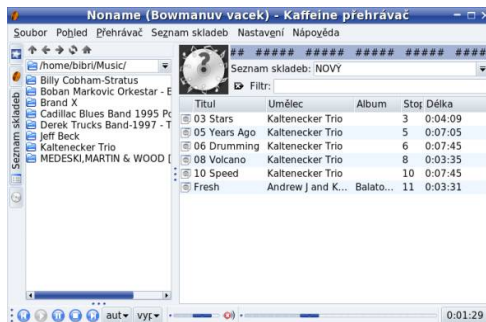 Noname (Bowmanuv vacek) - Kaffeine přehrávač
Soubor Pohled Přehrávač Seznam skladeb Nastavení Nápověda
/home/bibri/Music/
Billy Cobham-Stratus
Boban Markovic Orkestar - E
Brand X
Cadillac Blues Band 1995 Po
Derek Trucks Band-1997 - T
Jeff Beck
Kaltenecker Trio
MEDESKI,MARTIN & WOOD [
Seznam skladeb
## ##### ##### ##### ##### ####
Seznam skladeb: NOVÝ
Filtr:
Titul Umělec Album Stop Délka
03 Stars Kaltenecker Trio 3 0:04:09
05 Years Ago Kaltenecker Trio 5 0:07:05
06 Drumming Kaltenecker Trio 6 0:07:45
08 Volcano Kaltenecker Trio 8 0:03:35
10 Speed Kaltenecker Trio 10 0:07:45
Fresh Andrew J and K... Balato... 11 0:03:31
aut vyp 0:01:29